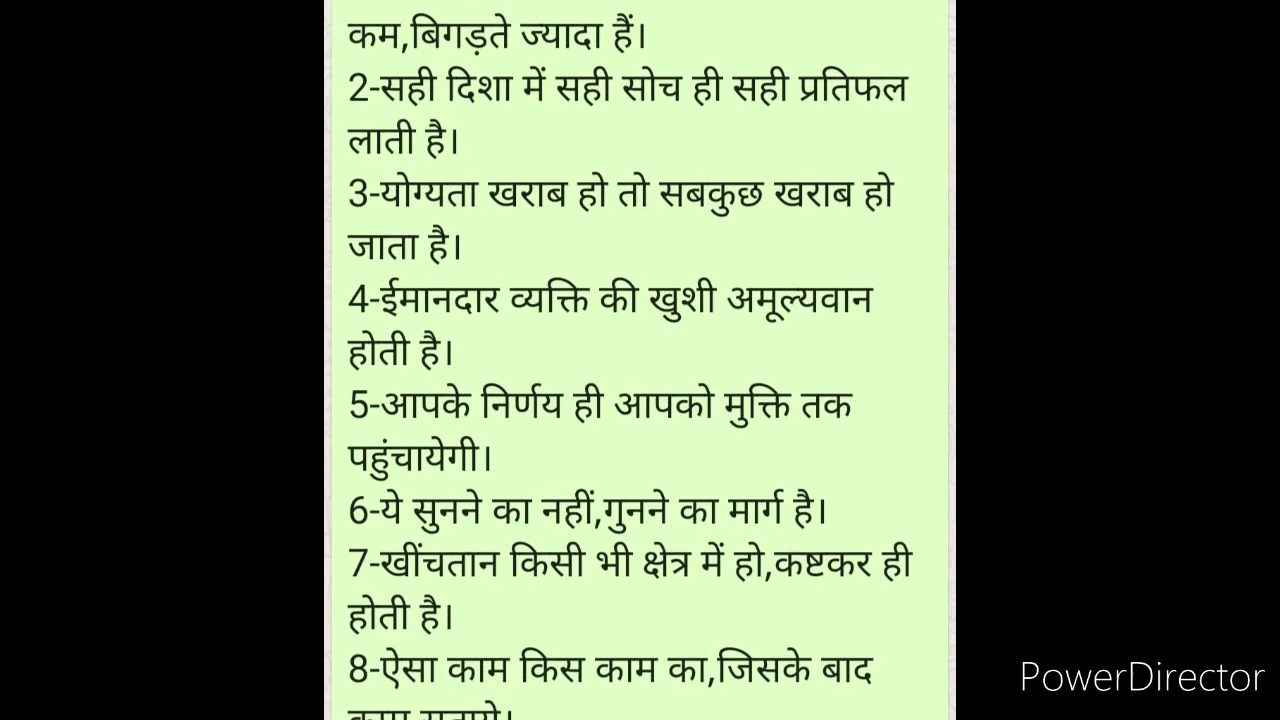 कम,बिगड़ते ज्यादा हैं।
2-सही दिशा में सही सोच ही सही प्रतिफल
लाती है।
3-योग्यता खराब हो तो सबकुछ खराब हो
जाता है।
4-ईमानदार व्यक्ति की खुशी अमूल्यवान
होती है।
5-आपके निर्णय ही आपको मुक्ति तक
पहुंचायेगी।
6-ये सुनने का नहीं,गुनने का मार्ग है।
7-खींचतान किसी भी क्षेत्र में हो,कष्टकर ही
होती है।
8-ऐसा काम किस काम का,जिसके बाद
PowerDirector